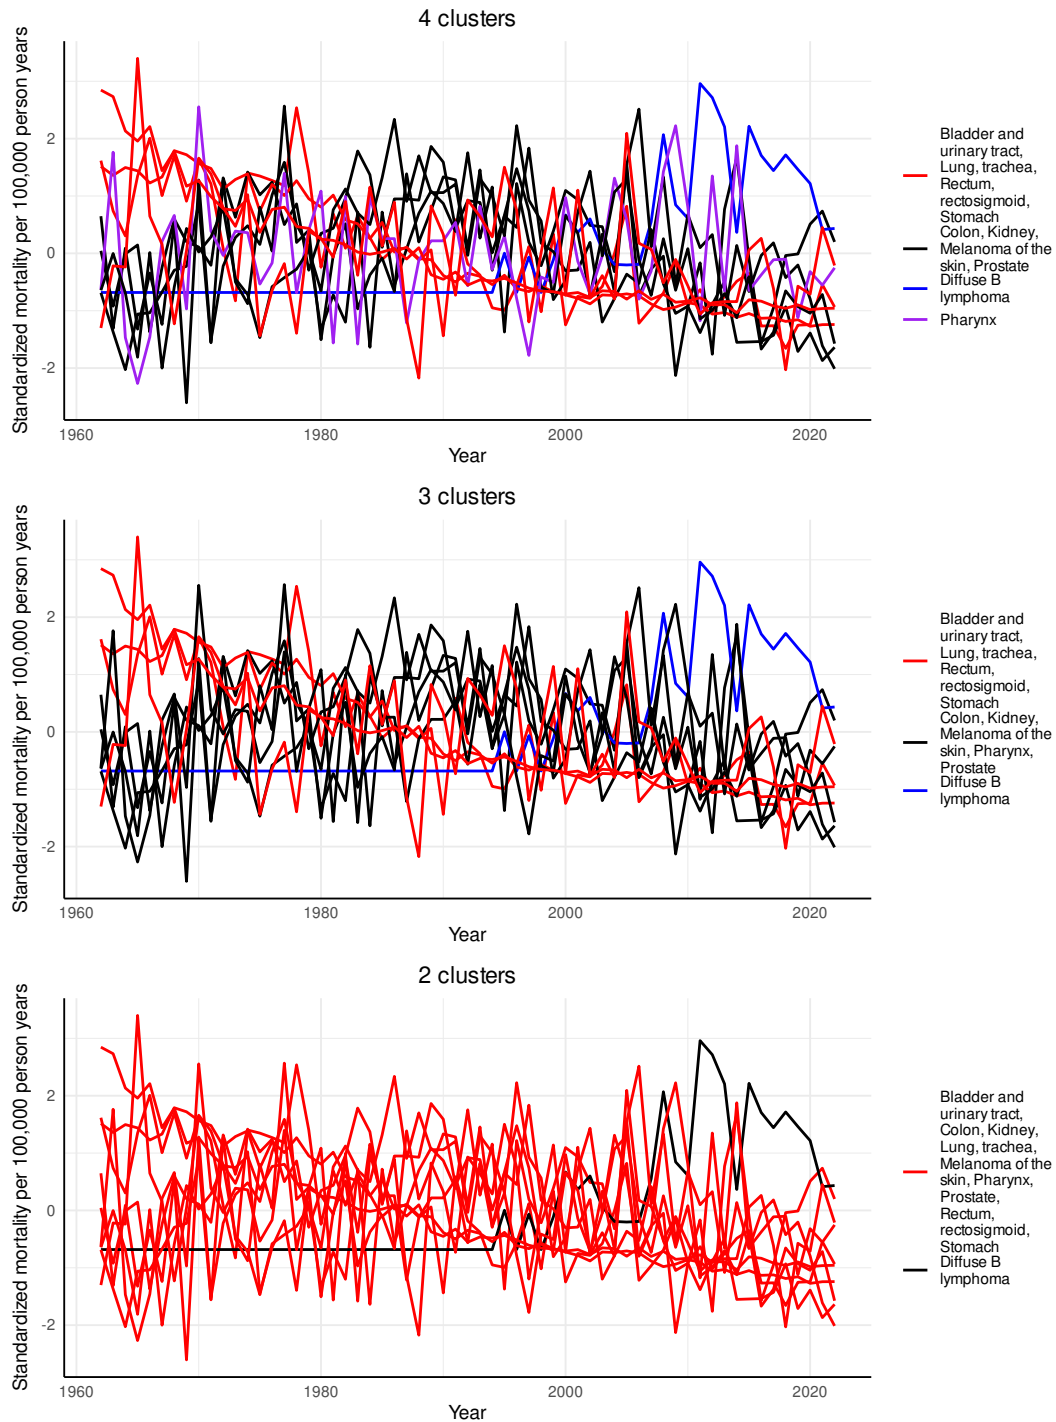 4 clusters
Standardized mortality per 100,000 person years
2
0
-2
1960
1980
2000
2020
Year
Bladder and
urinary tract,
Lung, trachea,
Rectum,
rectosigmoid,
Stomach
Colon, Kidney,
Melanoma of the
skin, Prostate
Diffuse B
lymphoma
Pharynx
3 clusters
Standardized mortality per 100,000 person years
2
0
-2
1960
1980
2000
2020
Year
Bladder and
urinary tract,
Lung, trachea,
Rectum,
rectosigmoid,
Stomach
Colon, Kidney,
Melanoma of the
skin, Pharynx,
Prostate
Diffuse B
lymphoma
2 clusters
Standardized mortality per 100,000 person years
2
0
-2
1960
1980
2000
2020
Year
Bladder and
urinary tract,
Colon, Kidney,
Lung, trachea,
Melanoma of the
skin, Pharynx,
Prostate,
Rectum,
rectosigmoid,
Stomach
Diffuse B
lymphoma